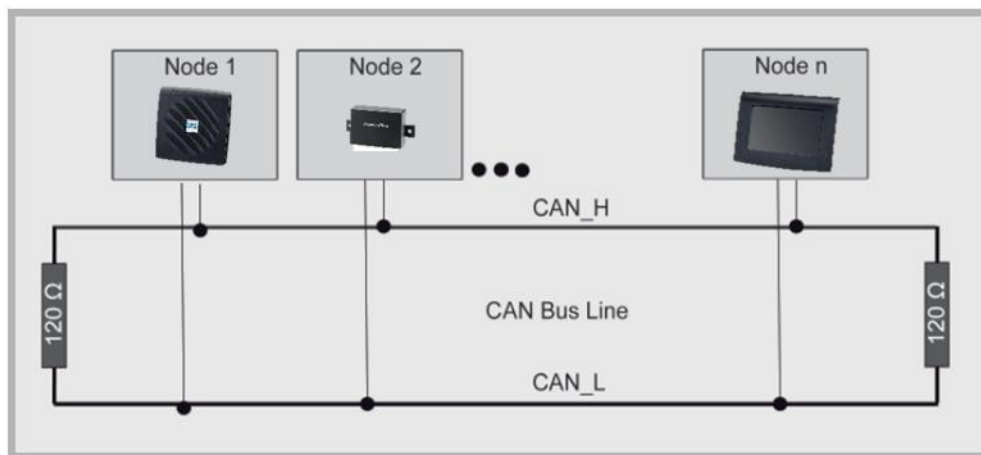 Node 1
Node 2
Node n
CAN_H
120 Ω
CAN Bus Line
120 Ω
CAN_L